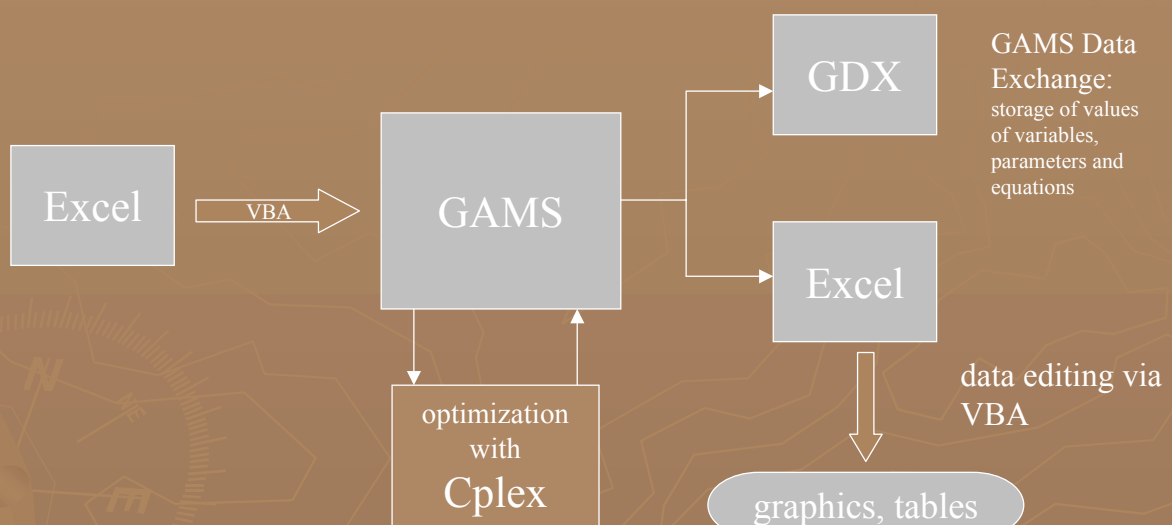 Excel
VBA
GAMS
optimization
with
Cplex
GDX
GAMS Data
Exchange:
storage of values
of variables,
parameters and
equations
Excel
data editing via
VBA
graphics, tables
N
E